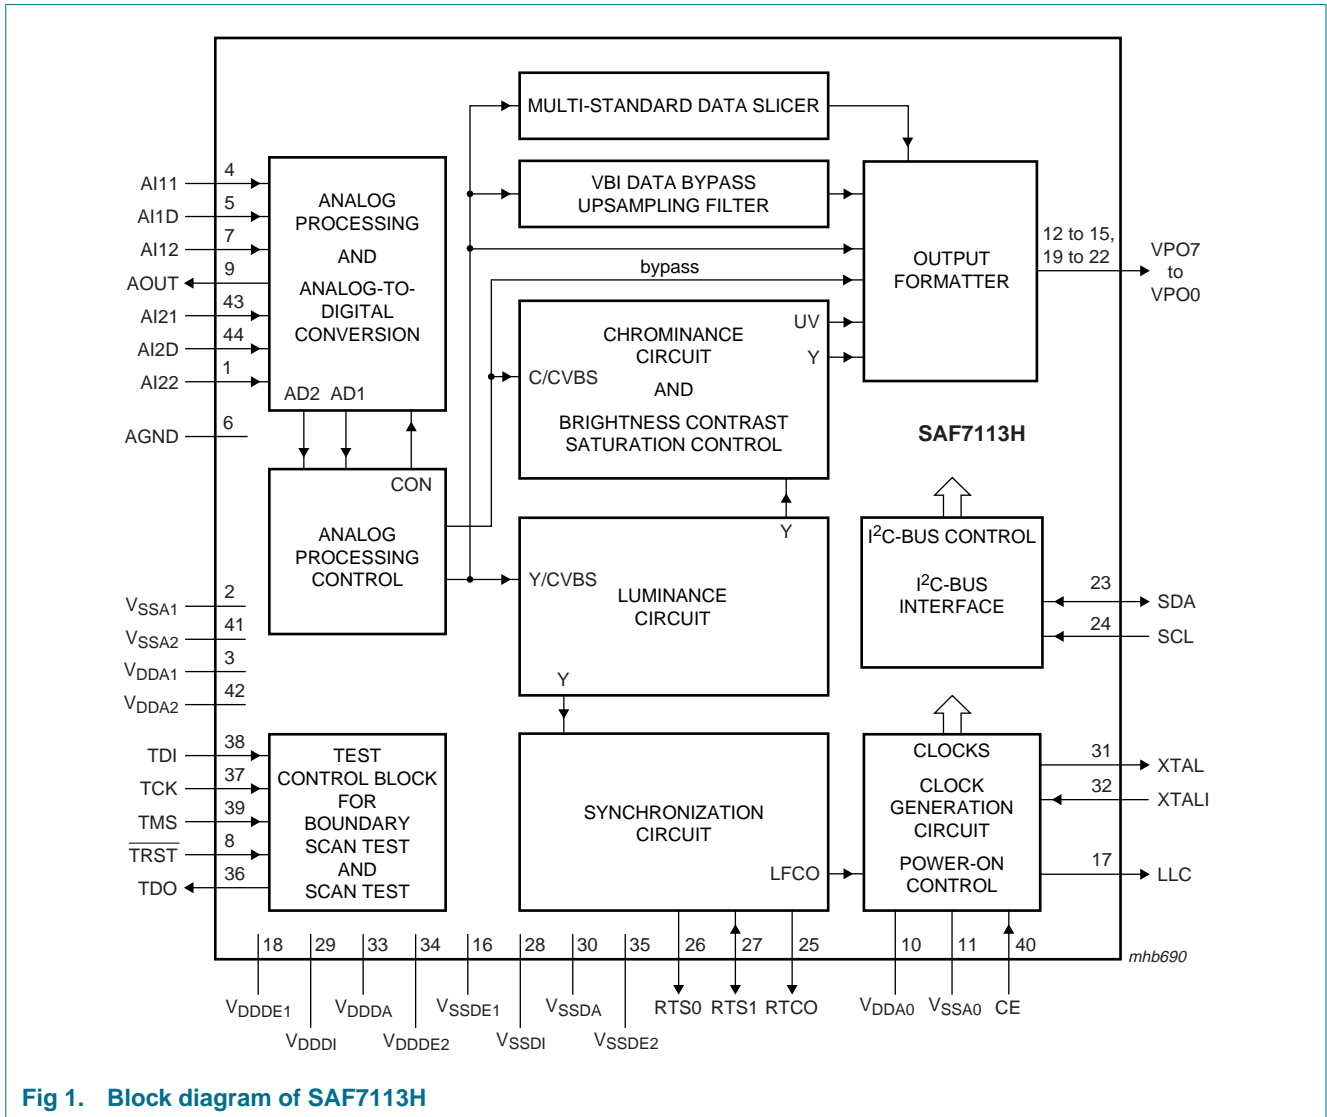 MULTI-STANDARD DATA SLICER
VBI DATA BYPASS
UPSAMPLING FILTER
AI11 4
AI1D 5
AI12 7
AOUT 9
AI21 43
AI2D 44
AI22 1
AGND 6
ANALOG
PROCESSING
AND
ANALOG-TO-
DIGITAL
CONVERSION
AD2 AD1
CON
ANALOG
PROCESSING
CONTROL
bypass
CHROMINANCE
CIRCUIT
AND
BRIGHTNESS CONTRAST
SATURATION CONTROL
C/CVBS
UV
Y
Y
OUTPUT
FORMATTER
12 to 15,
19 to 22
VPO7
to
VPO0
SAF7113H
Y/CVBS
LUMINANCE
CIRCUIT
Y
I2C-BUS CONTROL
I2C-BUS
INTERFACE
23 SDA
24 SCL
VSSA1 2
VSSA2 41
VDDA1 3
VDDA2 42
TDI 38
TCK 37
TMS 39
TRST 8
TDO 36
TEST
CONTROL BLOCK
FOR
BOUNDARY
SCAN TEST
AND
SCAN TEST
SYNCHRONIZATION
CIRCUIT
LFCO
CLOCKS
CLOCK
GENERATION
CIRCUIT
POWER-ON
CONTROL
31 XTAL
32 XTALI
17 LLC
18 29 33 34 16 28 30 35 26 27 25 10 11 40
mhb690
VDDDE1 VDDDA VSSDE1 VSSDA RTS0 RTS1 RTCO VDDA0 VSSA0 CE
VDDDI VDDDE2 VSSDI VSSDE2
Fig 1. Block diagram of SAF7113H